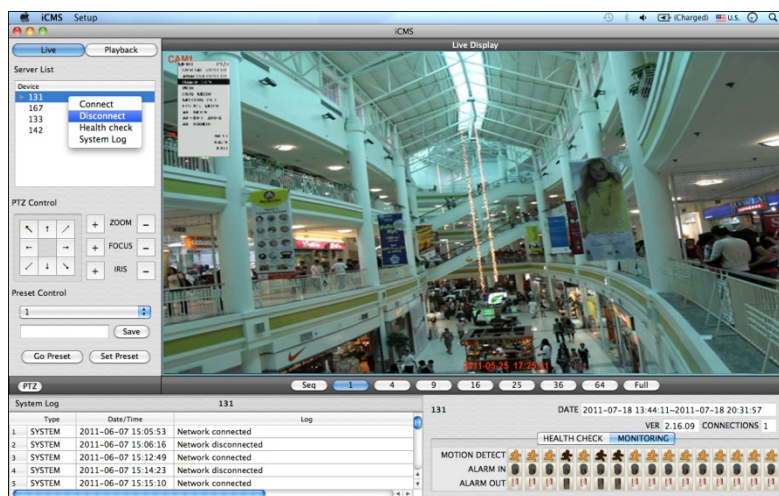 iCMS Setup
(Charged) U.S.
iCMS
Live Playback
Live Display
Server List
Device
131
167
133
142
Connect
Disconnect
Health check
System Log
CAM1
PTZ Control
+ ZOOM −
+ FOCUS −
+ IRIS −
Preset Control
1
Save
Go Preset Set Preset
2011-05-25 17:20:31
PTZ
Seq 1 4 9 16 25 36 64 Full
System Log 131
Type Date/Time Log
1 SYSTEM 2011-06-07 15:05:53 Network connected
2 SYSTEM 2011-06-07 15:06:16 Network disconnected
3 SYSTEM 2011-06-07 15:12:49 Network connected
4 SYSTEM 2011-06-07 15:14:23 Network disconnected
5 SYSTEM 2011-06-07 15:15:10 Network connected
131 DATE 2011-07-18 13:44:11~2011-07-18 20:31:57
VER 2.16.09 CONNECTIONS 1
HEALTH CHECK MONITORING
MOTION DETECT
ALARM IN
ALARM OUT